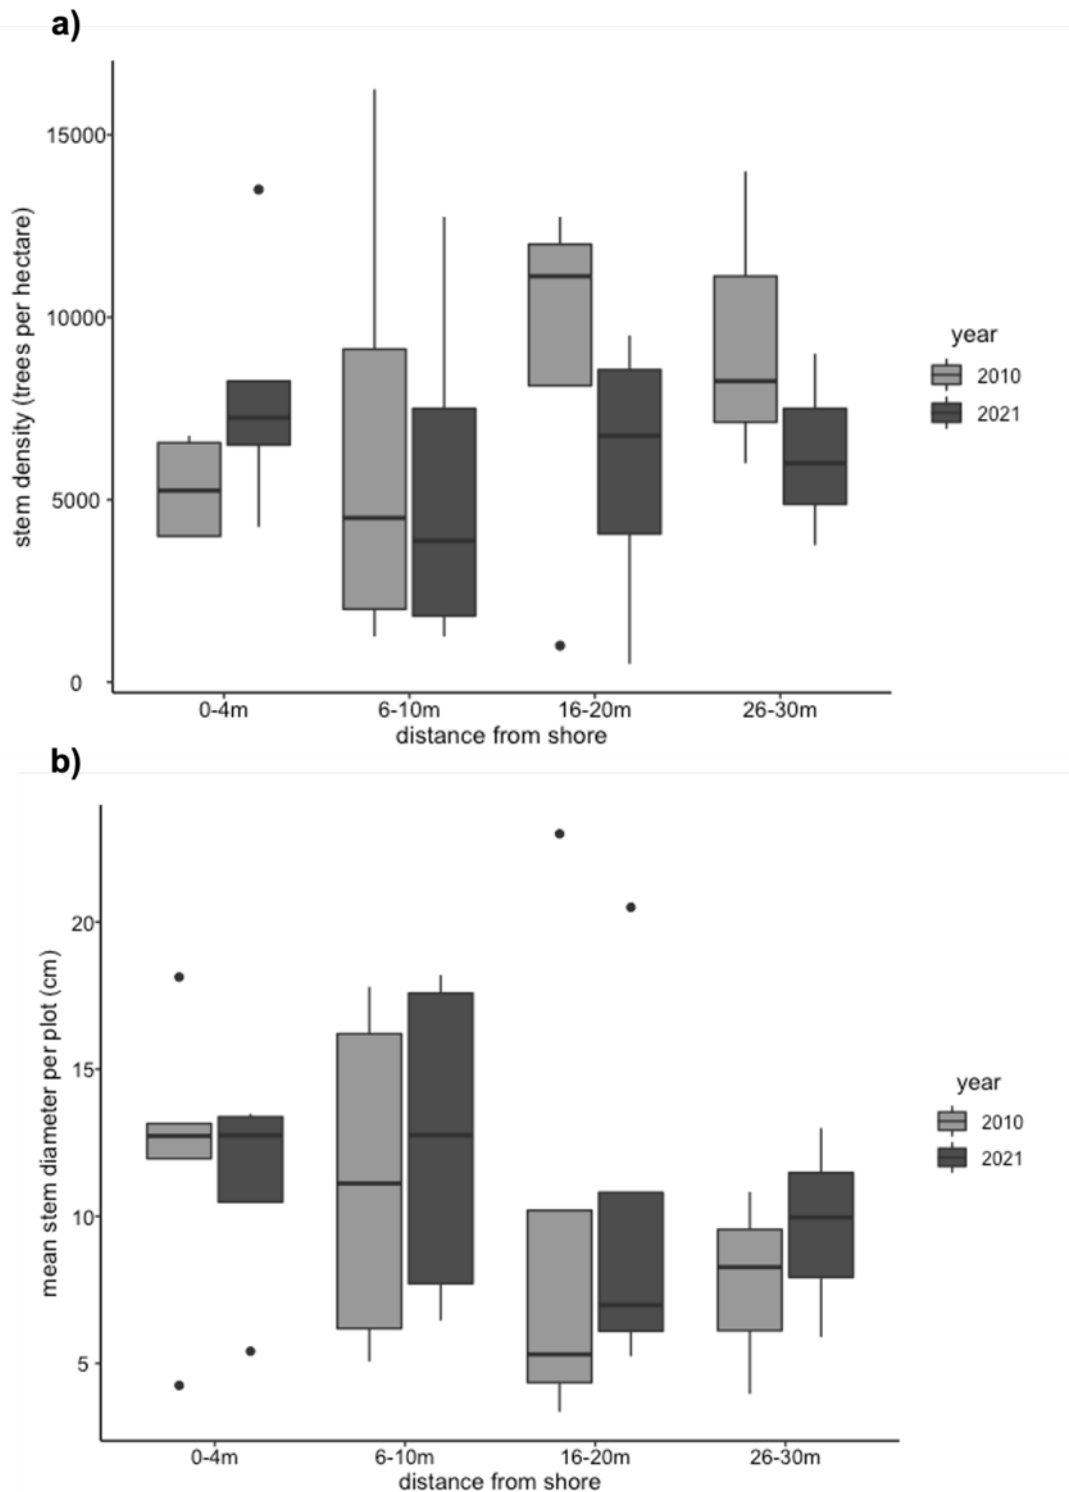 a)
stem density (trees per hectare)
15000
10000
5000
0
0-4m 6-10m 16-20m 26-30m
distance from shore
year
2010
2021
b)
mean stem diameter per plot (cm)
20
15
10
5
0-4m 6-10m 16-20m 26-30m
distance from shore
year
2010
2021